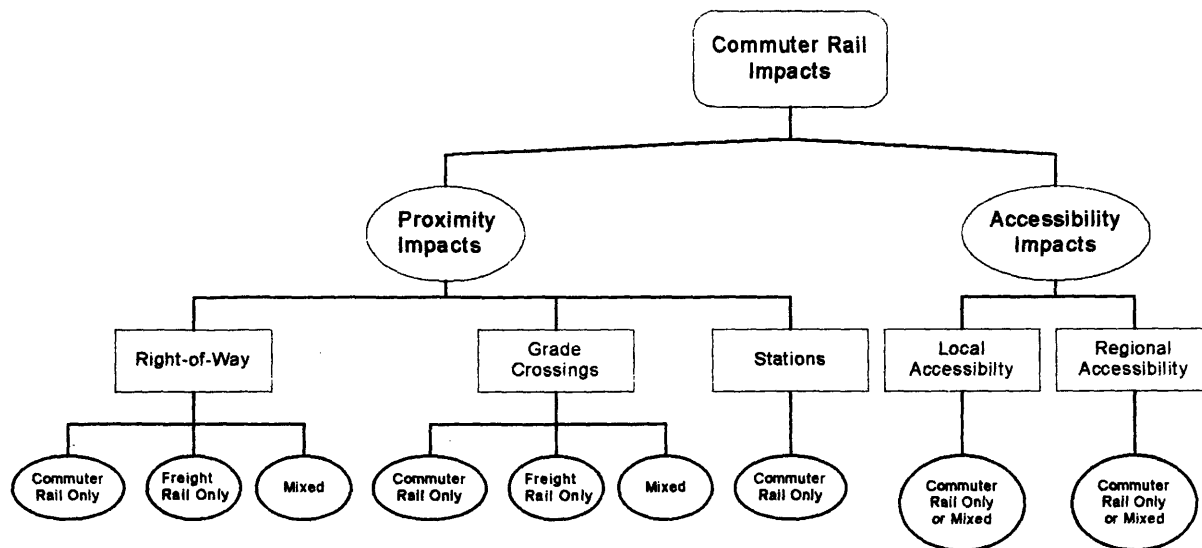 Commuter Rail
Impacts
Proximity
Impacts
Accessibility
Impacts
Right-of-Way
Grade
Crossings
Stations
Local
Accessibilty
Regional
Accessibility
Commuter
Rail Only
Freight
Rail Only
Mixed
Commuter
Rail Only
Freight
Rail Only
Mixed
Commuter
Rail Only
Commuter
Rail Only
or Mixed
Commuter
Rail Only
or Mixed